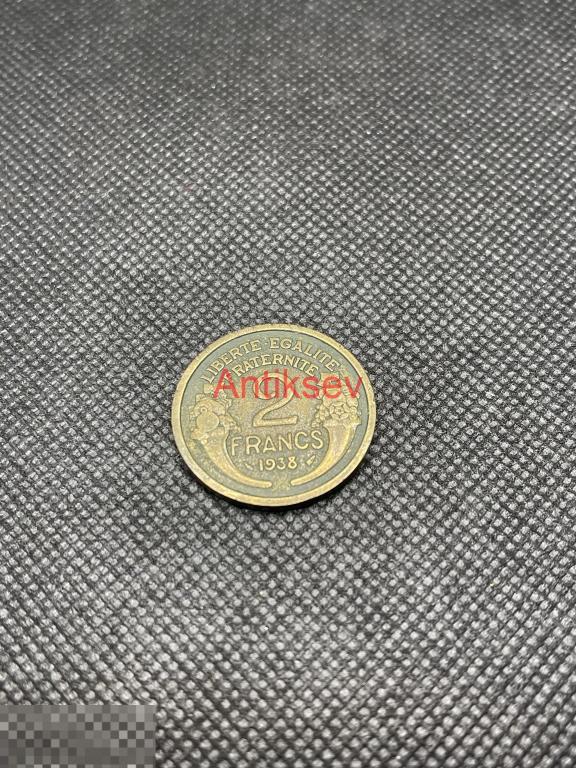 LIBERTE·EGALITE
FRATERNITE
Antiksev
2
FRANCS
1938